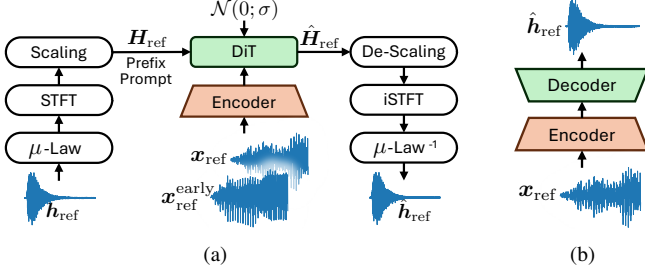 𝒩(0; σ)
Scaling
H_ref
Prefix
Prompt
DiT
Ĥ_ref
De-Scaling
STFT
Encoder
iSTFT
μ-Law
x_ref
μ-Law⁻¹
h_ref
x_ref^early
ĥ_ref
(a)
ĥ_ref
Decoder
Encoder
x_ref
(b)